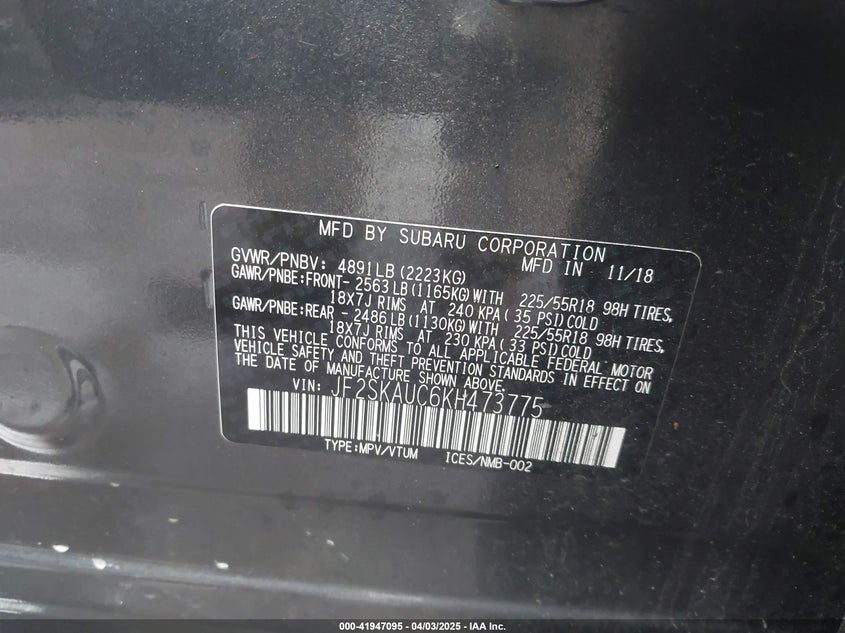 MFD BY SUBARU CORPORATION
GVWR/PNBV: 4891LB (2223KG) MFD IN 11/18
GAWR/PNBE:FRONT- 2563LB (1165KG) WITH 225/55R18 98H TIRES,
18X7J RIMS AT 240 KPA ( 35 PSI) COLD
GAWR/PNBE:REAR - 2486LB (1130KG) WITH 225/55R18 98H TIRES,
18X7J RIMS AT 230 KPA ( 33 PSI) COLD
THIS VEHICLE CONFORMS TO ALL APPLICABLE FEDERAL MOTOR
VEHICLE SAFETY AND THEFT PREVENTION STANDARDS IN EFFECT ON
THE DATE OF MANUFACTURE SHOWN ABOVE.
VIN: JF2SKAUC6KH473775
TYPE:MPV/VTUM ICES/NMB-002
000-41947095 - 04/03/2025 - IAA Inc.